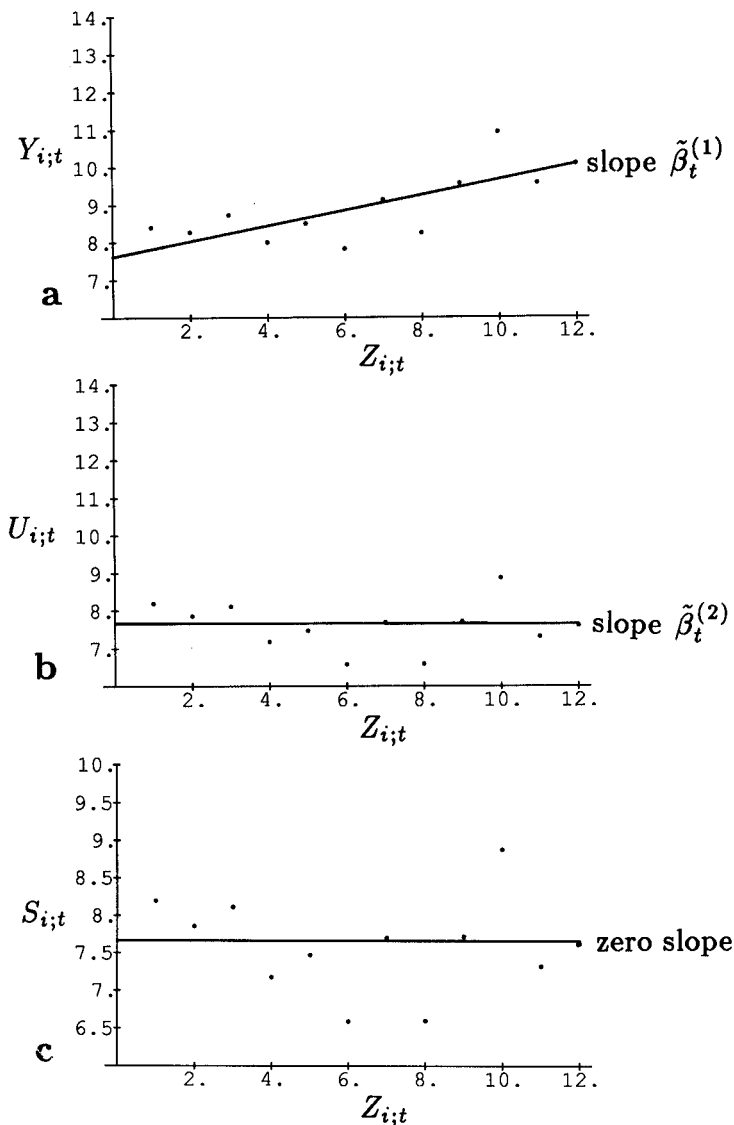 14.
13.
12.
11.
10.
9.
8.
7.
Y_{i;t}
slope \tilde{β}_t^{(1)}
a
2. 4. 6. 8. 10. 12.
Z_{i;t}
14.
13.
12.
11.
10.
9.
8.
7.
U_{i;t}
slope \tilde{β}_t^{(2)}
b
2. 4. 6. 8. 10. 12.
Z_{i;t}
10.
9.5
9.
8.5
8.
7.5
7.
6.5
S_{i;t}
zero slope
c
2. 4. 6. 8. 10. 12.
Z_{i;t}